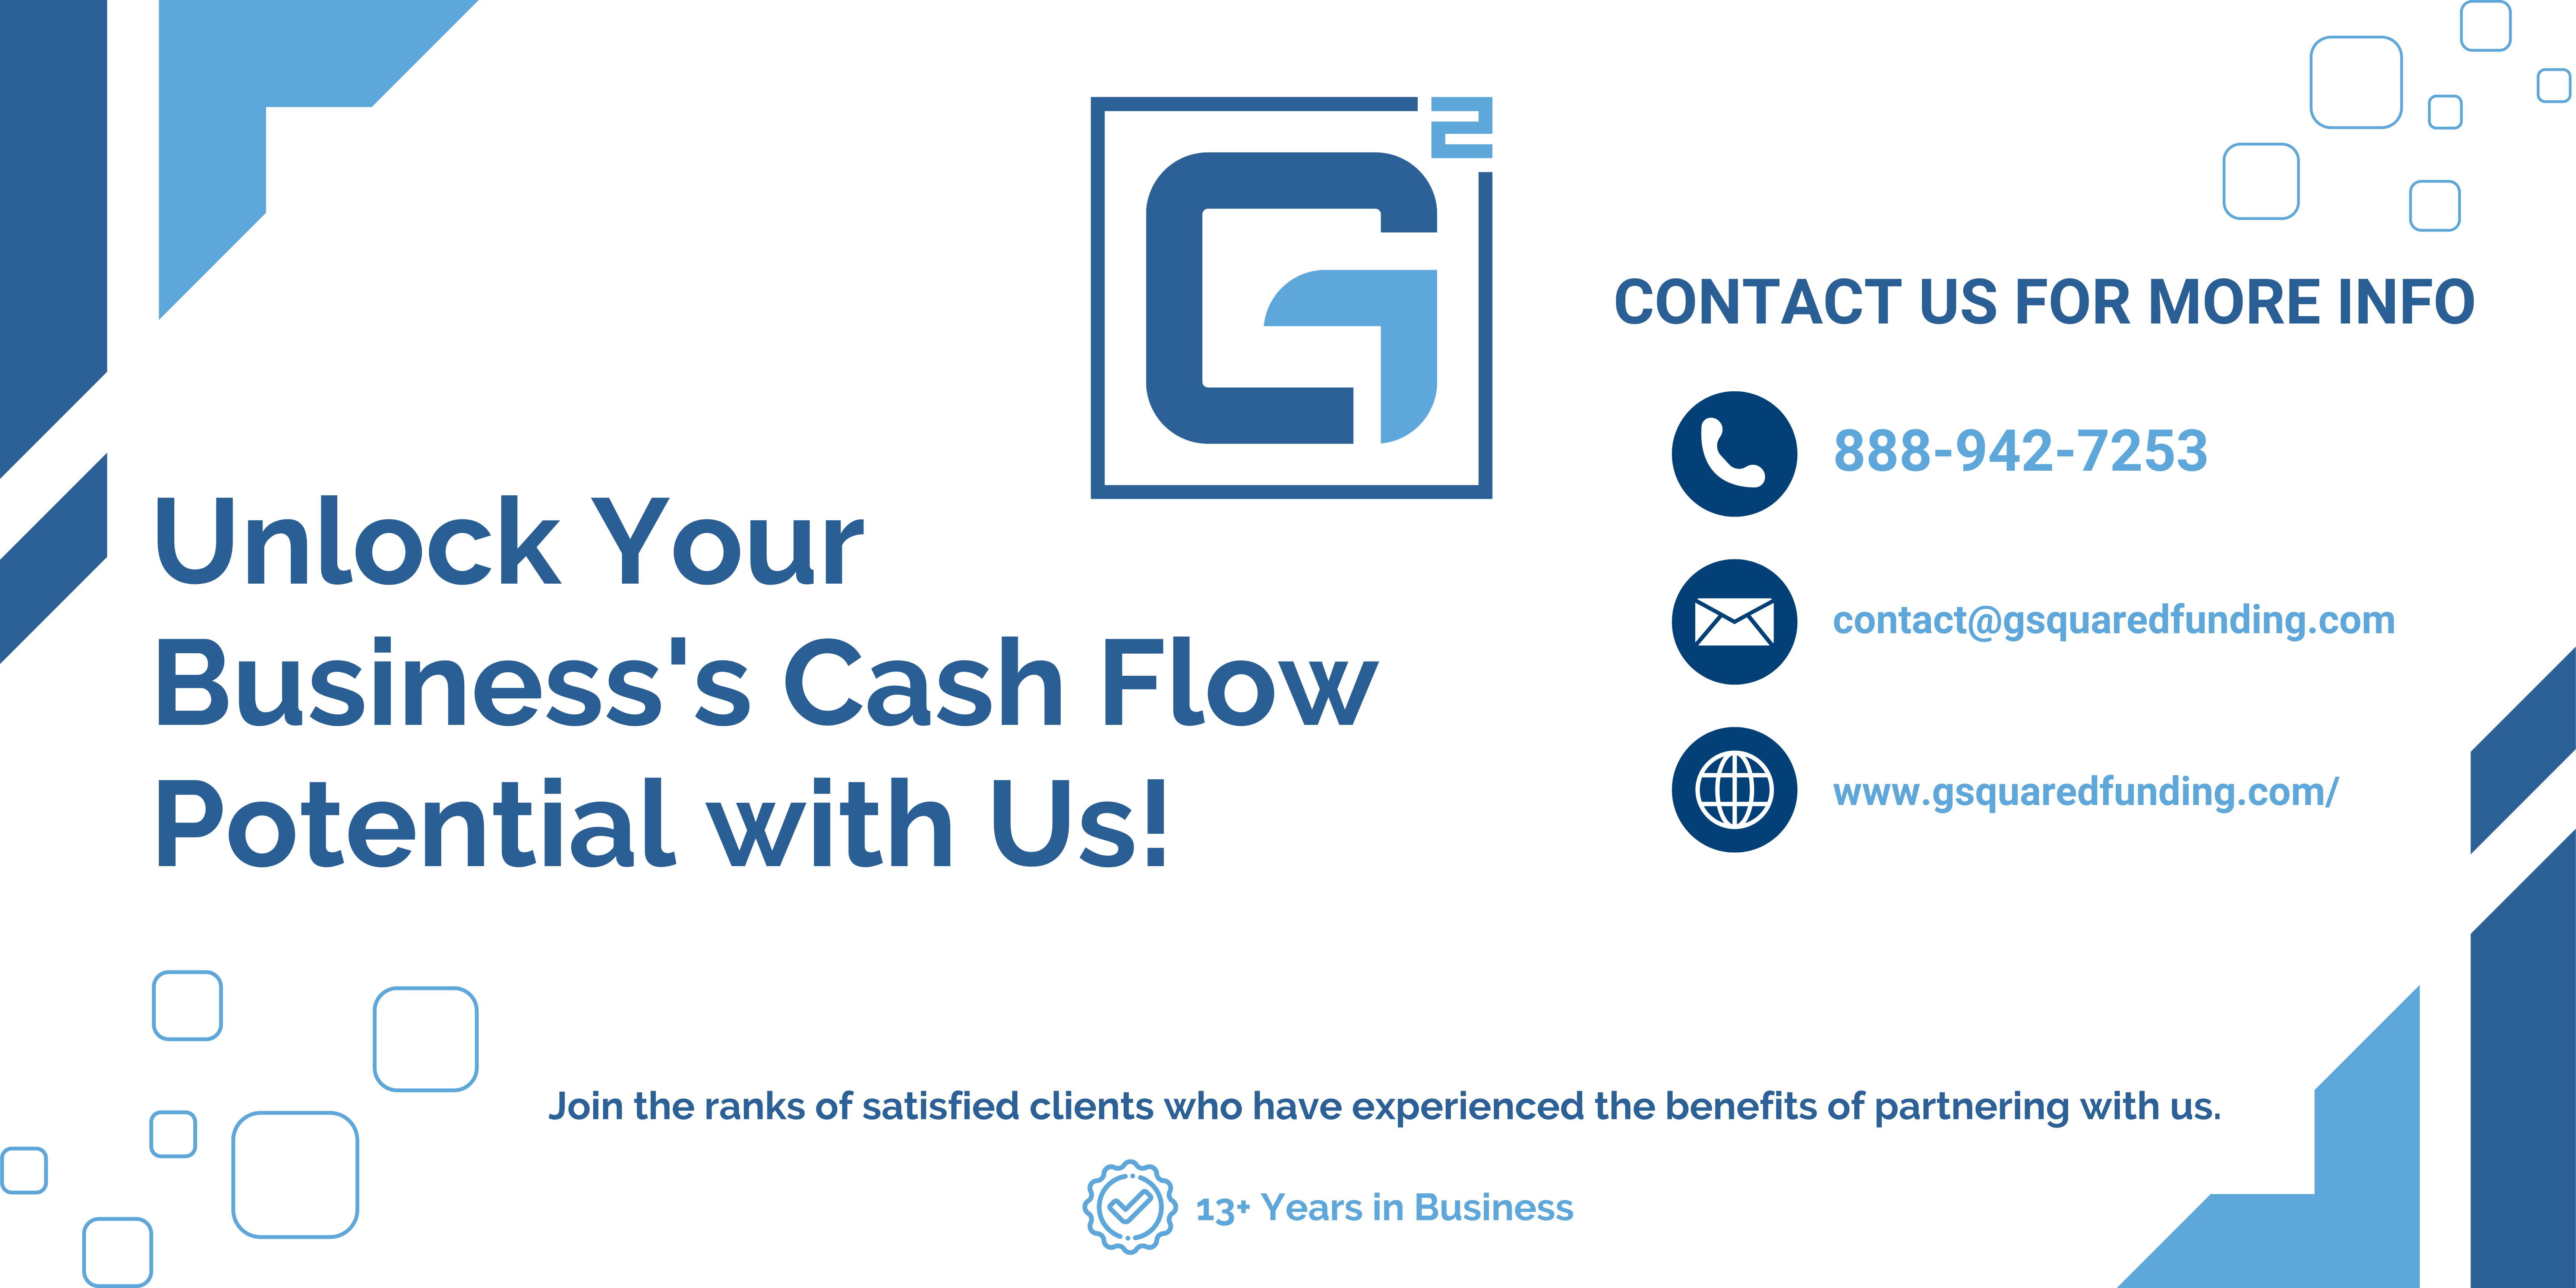 G2
Unlock Your
Business's Cash Flow
Potential with Us!
CONTACT US FOR MORE INFO
888-942-7253
contact@gsquaredfunding.com
www.gsquaredfunding.com/
Join the ranks of satisfied clients who have experienced the benefits of partnering with us.
13+ Years in Business